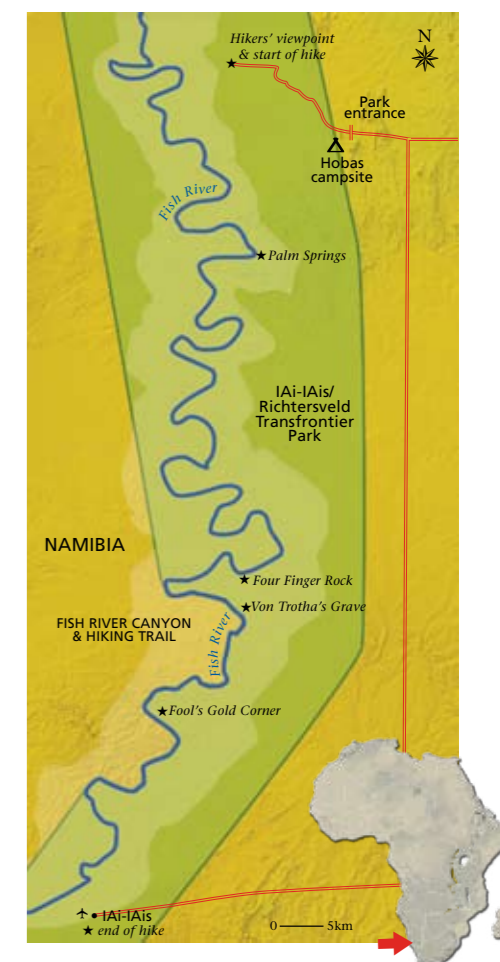 Hikers' viewpoint
& start of hike
N
Park
entrance
Hobas
campsite
Fish River
Palm Springs
IAi-IAis/
Richtersveld
Transfrontier
Park
NAMIBIA
Four Finger Rock
Von Trotha's Grave
FISH RIVER CANYON
& HIKING TRAIL
Fish River
Fool's Gold Corner
IAi-IAis
end of hike
0 5km